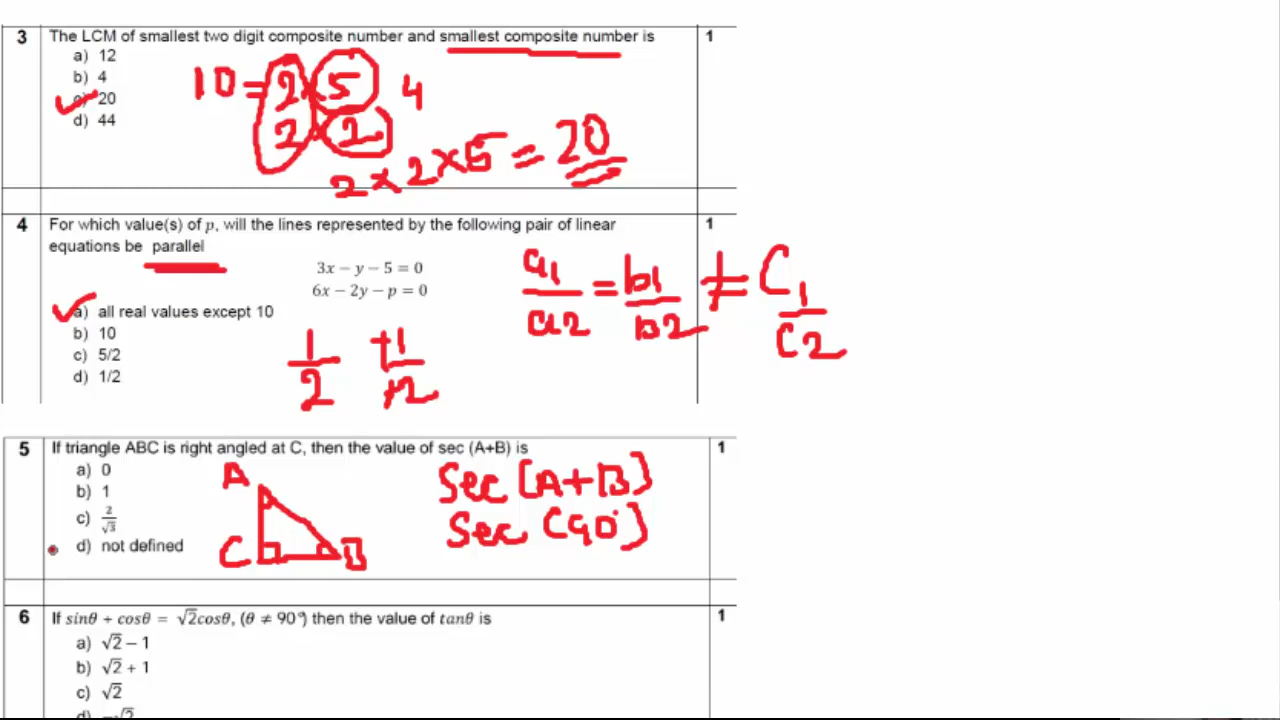 3 The LCM of smallest two digit composite number and smallest composite number is 1
a) 12
b) 4
c) 20
d) 44
10 = 2 × 5 4
2 × 2
2 × 2 × 5 = 20
4 For which value(s) of p, will the lines represented by the following pair of linear 1
equations be parallel
3x − y − 5 = 0
6x − 2y − p = 0
a) all real values except 10
b) 10
c) 5/2
d) 1/2
a1/a2 = b1/b2 ≠ C1/C2
1/2 +1/+2
5 If triangle ABC is right angled at C, then the value of sec (A+B) is 1
a) 0
b) 1
c) 2/√3
d) not defined
A
C B
Sec [A+B]
Sec (90°)
6 If sinθ + cosθ = √2cosθ, (θ ≠ 90°) then the value of tanθ is 1
a) √2 − 1
b) √2 + 1
c) √2
d) −√2